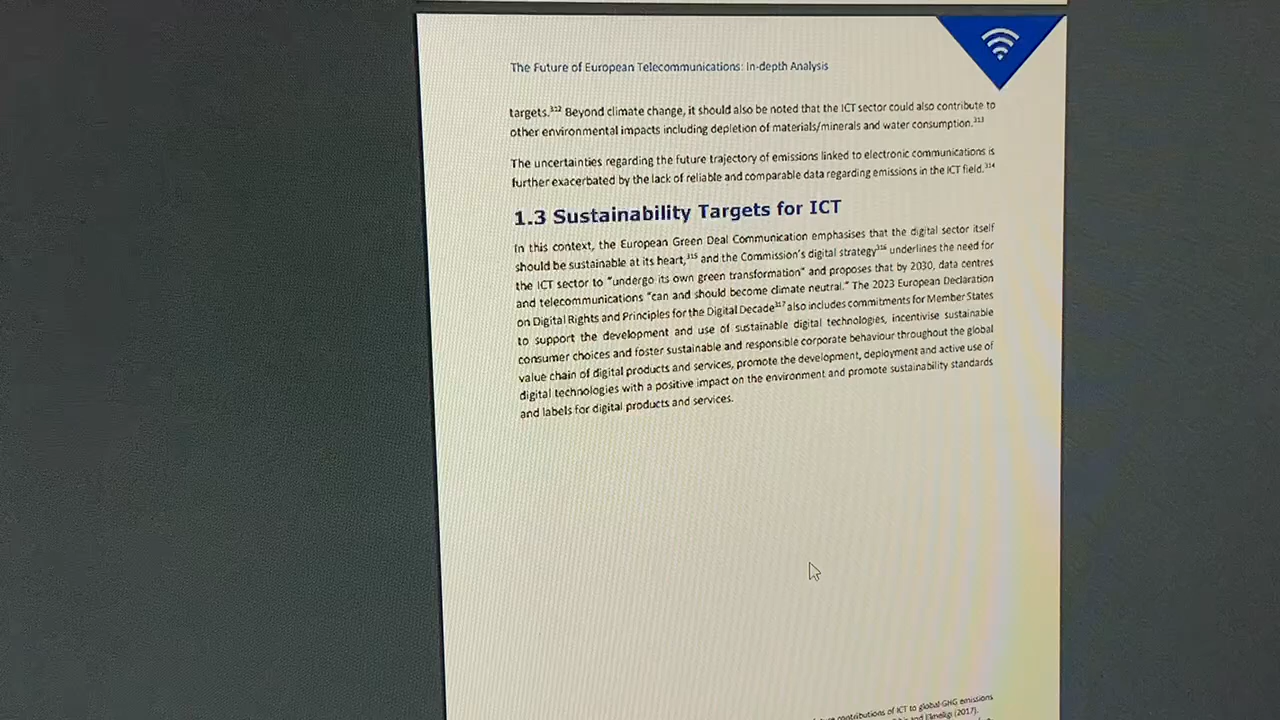 The Future of European Telecommunications: In-depth Analysis
targets.³¹² Beyond climate change, it should also be noted that the ICT sector could also contribute to
other environmental impacts including depletion of materials/minerals and water consumption.³¹³
The uncertainties regarding the future trajectory of emissions linked to electronic communications is
further exacerbated by the lack of reliable and comparable data regarding emissions in the ICT field.³¹⁴
1.3 Sustainability Targets for ICT
In this context, the European Green Deal Communication emphasises that the digital sector itself
should be sustainable at its heart,³¹⁵ and the Commission's digital strategy³¹⁶ underlines the need for
the ICT sector to "undergo its own green transformation" and proposes that by 2030, data centres
and telecommunications "can and should become climate neutral." The 2023 European Declaration
on Digital Rights and Principles for the Digital Decade³¹⁷ also includes commitments for Member States
to support the development and use of sustainable digital technologies, incentivise sustainable
consumer choices and foster sustainable and responsible corporate behaviour throughout the global
value chain of digital products and services, promote the development, deployment and active use of
digital technologies with a positive impact on the environment and promote sustainability standards
and labels for digital products and services.
contributions of ICT to global GHG emissions
and Elmeligi (2017).